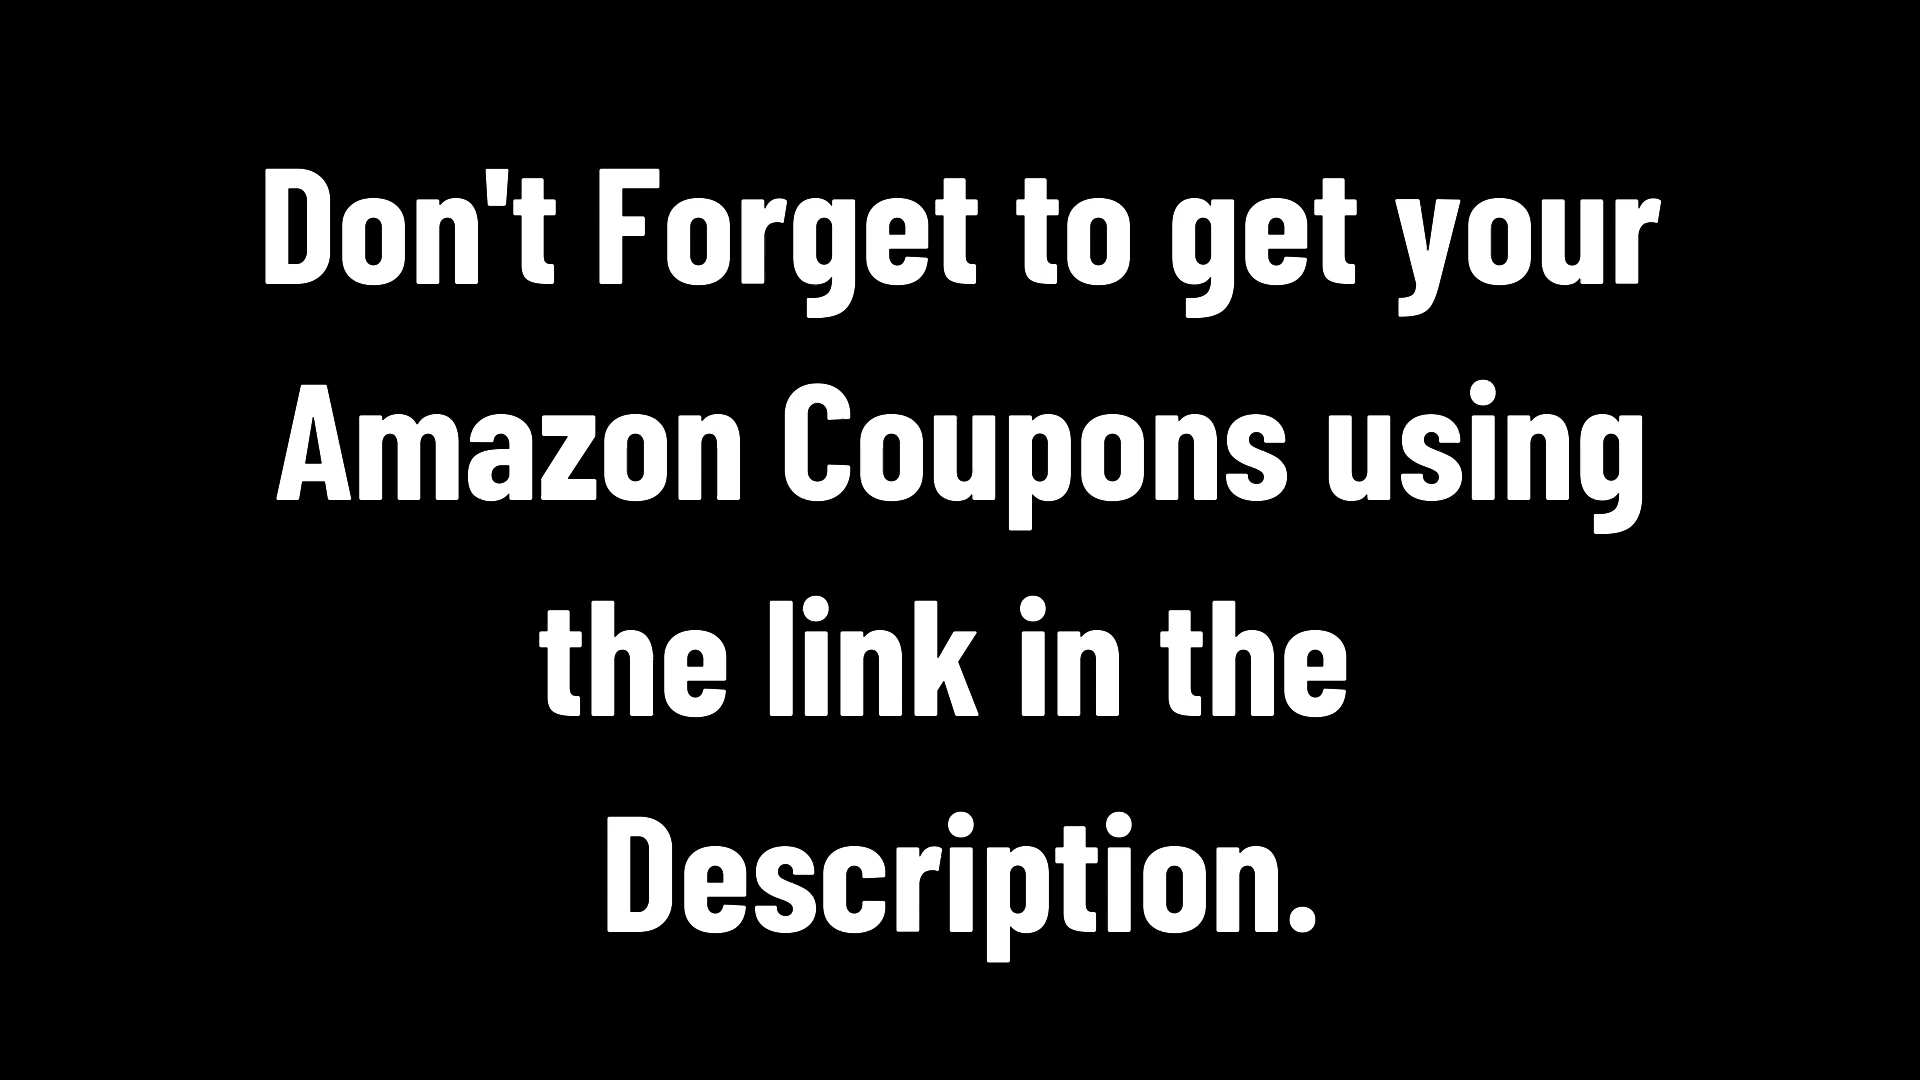 Don't Forget to get your
Amazon Coupons using
the link in the
Description.